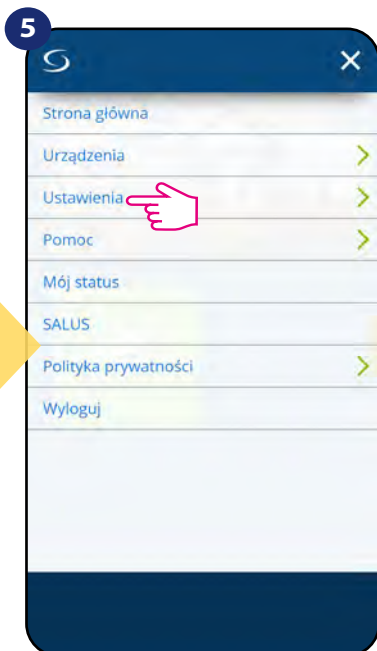 5
Strona główna
Urządzenia
Ustawienia
Pomoc
Mój status
SALUS
Polityka prywatności
Wyloguj